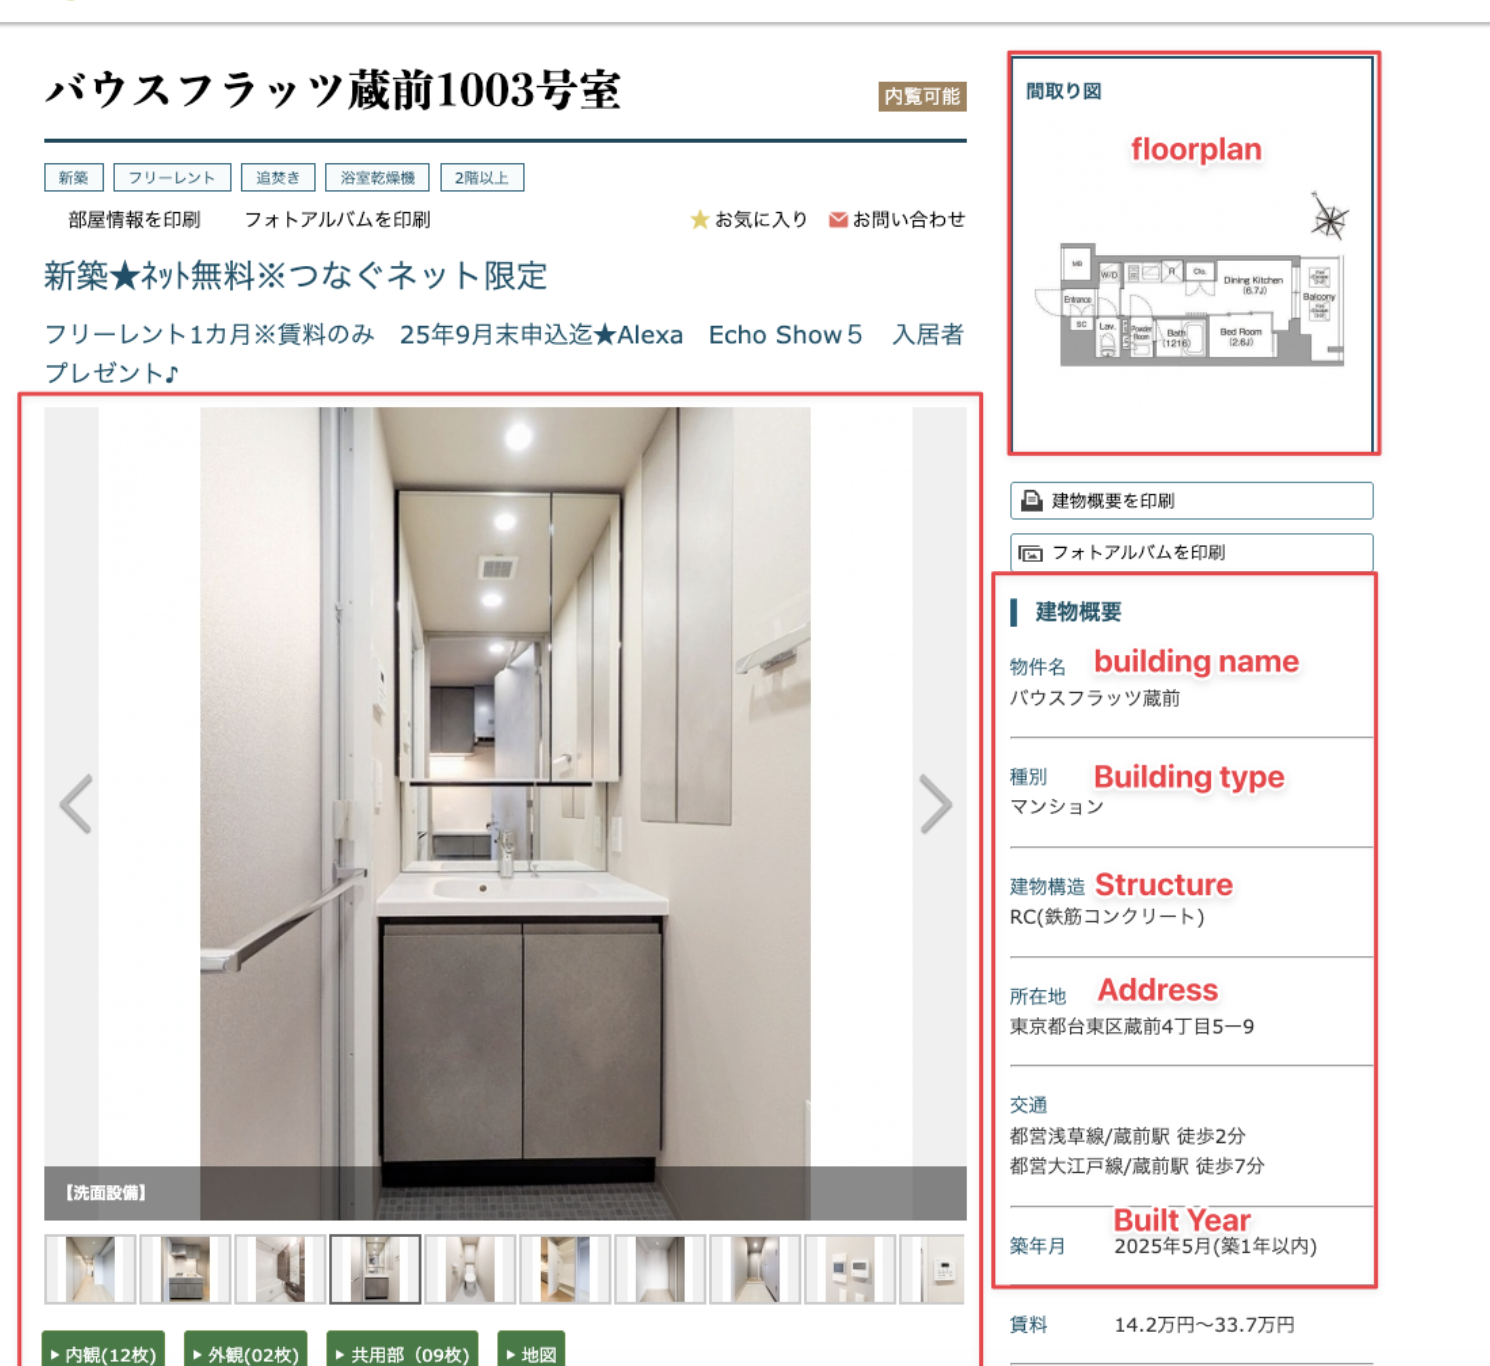 バウスフラッツ蔵前1003号室
内覧可能
新築
フリーレント
追焚き
浴室乾燥機
2階以上
部屋情報を印刷
フォトアルバムを印刷
お気に入り
お問い合わせ
新築★ﾈｯﾄ無料※つなぐネット限定
フリーレント1カ月※賃料のみ　25年9月末申込迄★Alexa　Echo Show５　入居者
プレゼント♪
【洗面設備】
内観(12枚)
外観(02枚)
共用部（09枚)
地図
間取り図
floorplan
MB
W/D
R
Clo.
Dining Kitchen
(6.7J)
Balcony
Entrance
SC
Lav.
Powder
Room
Bath
(1216)
Bed Room
(2.6J)
建物概要を印刷
フォトアルバムを印刷
建物概要
物件名 building name
バウスフラッツ蔵前
種別 Building type
マンション
建物構造 Structure
RC(鉄筋コンクリート)
所在地 Address
東京都台東区蔵前4丁目5ー9
交通
都営浅草線/蔵前駅 徒歩2分
都営大江戸線/蔵前駅 徒歩7分
Built Year
築年月 2025年5月(築1年以内)
賃料 14.2万円～33.7万円